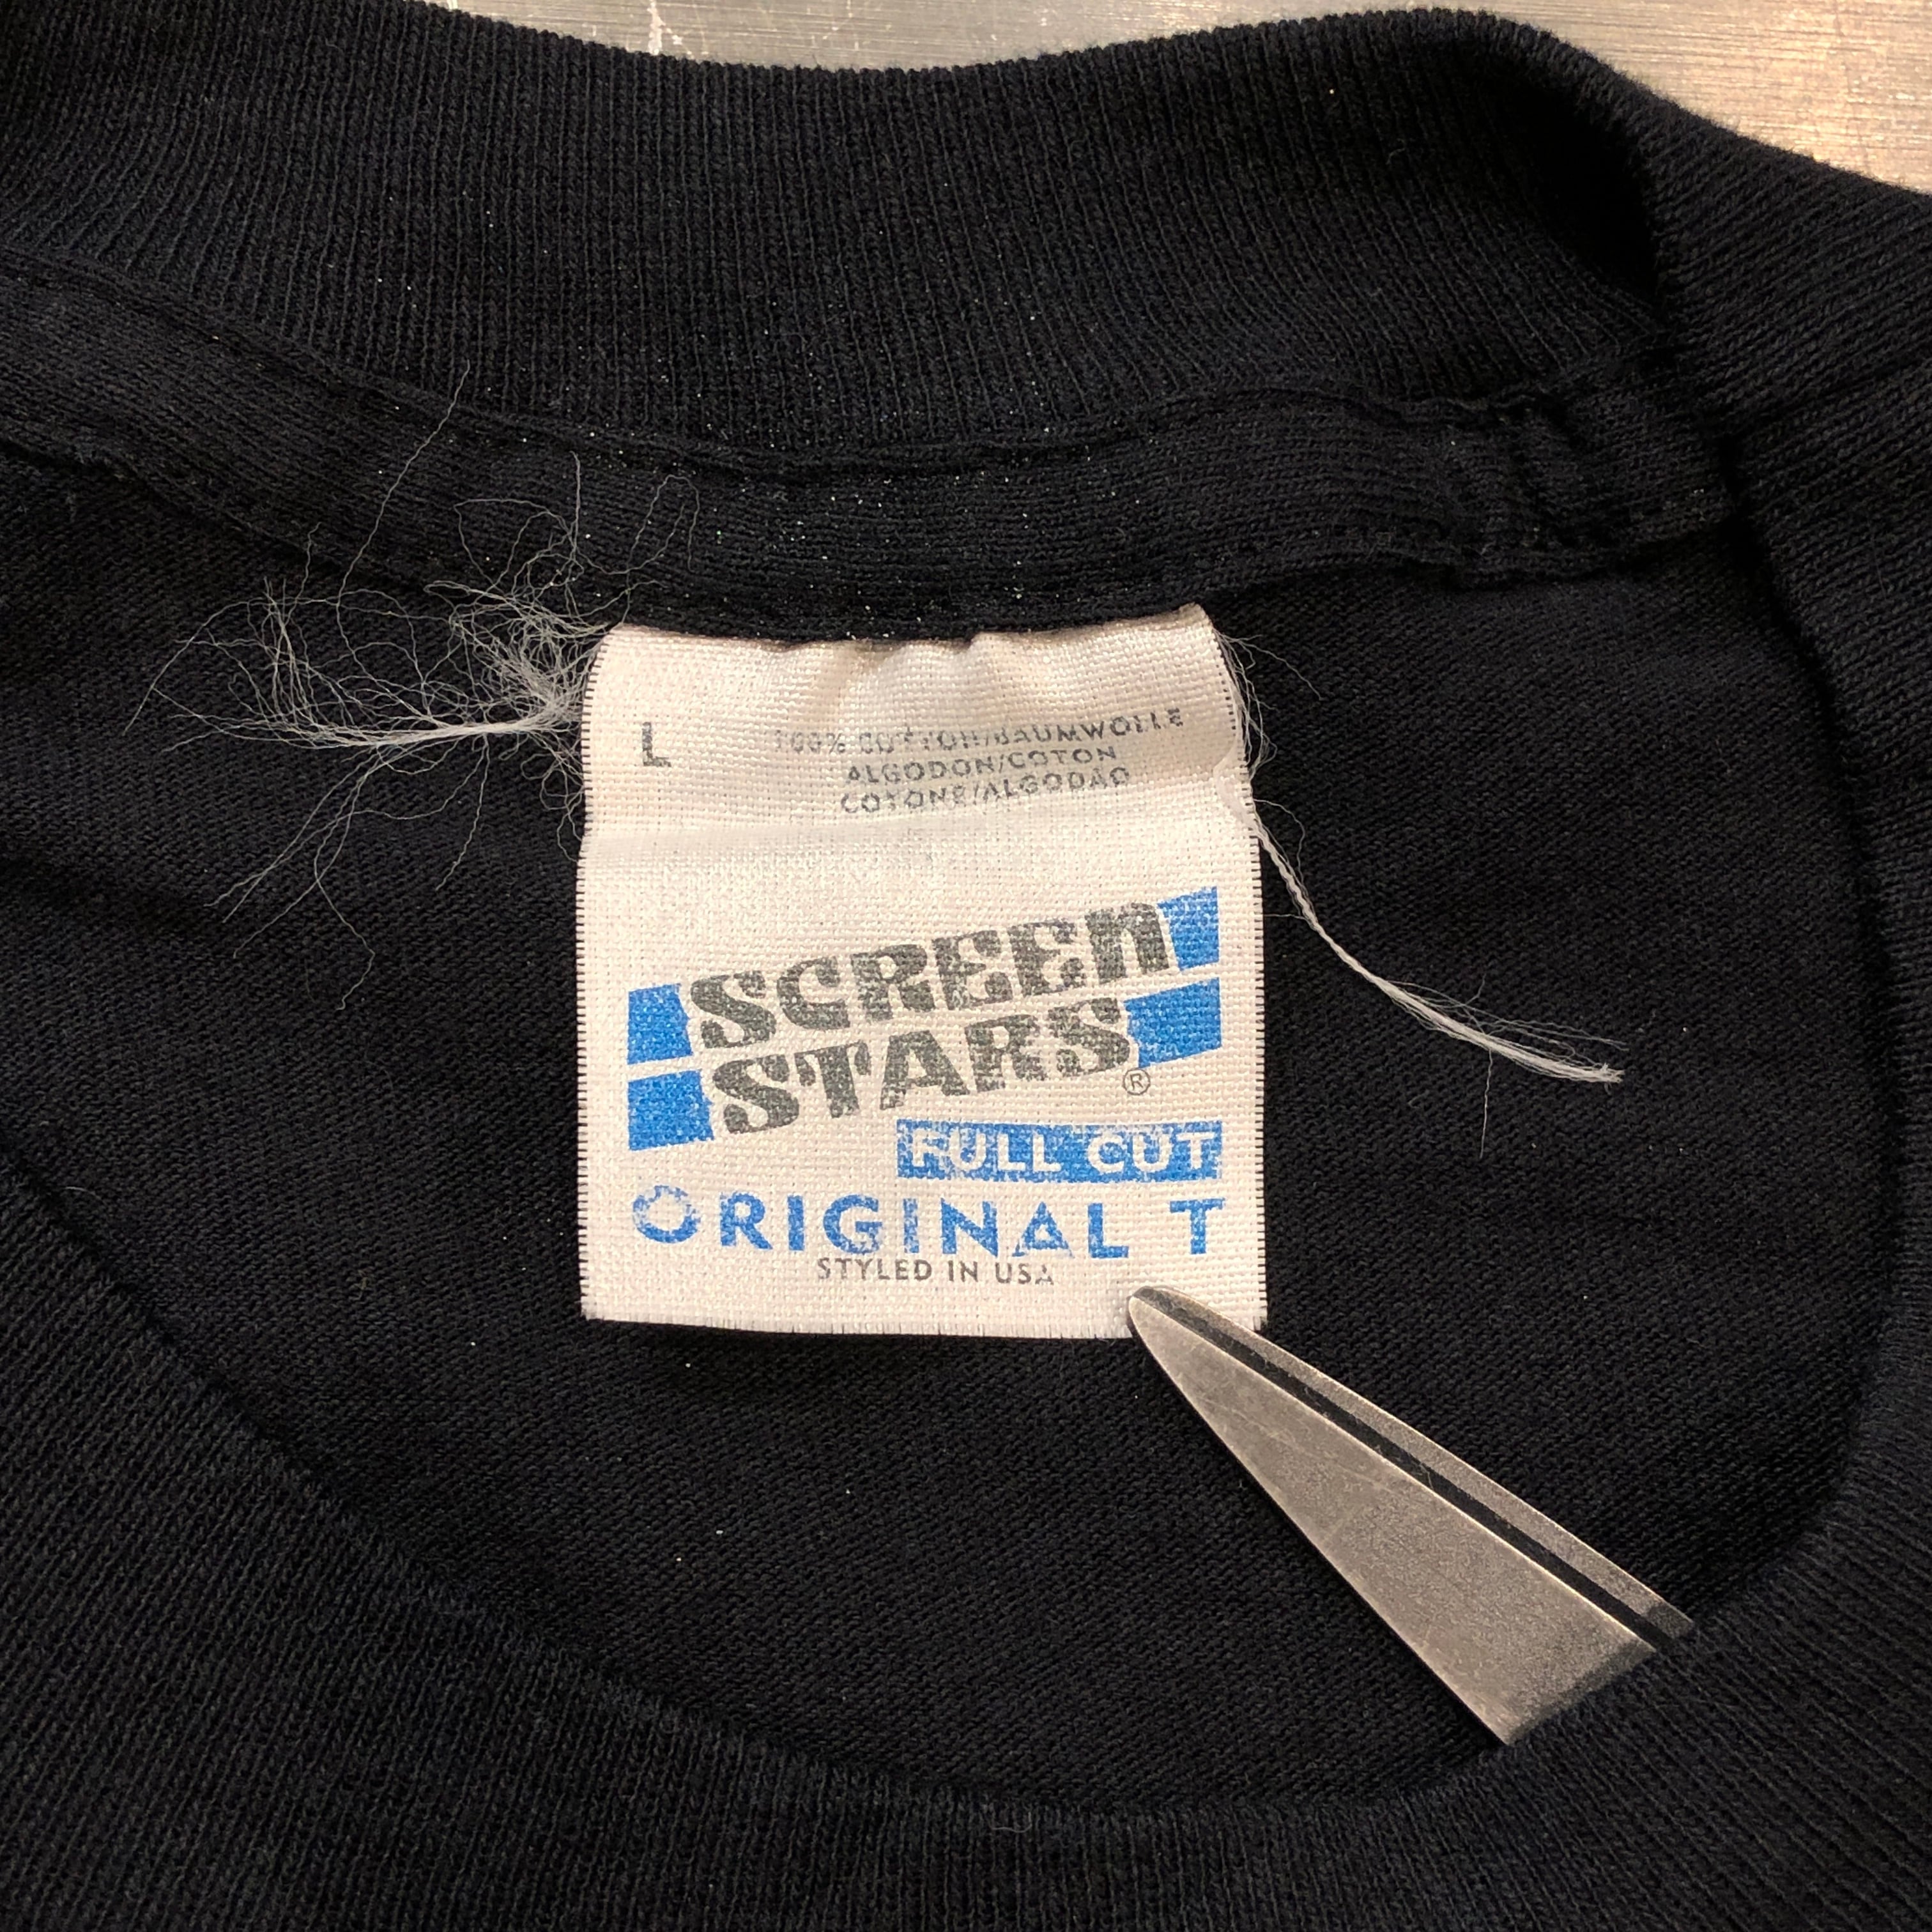 L
100% COTTON/BAUMWOLLE
ALGODON/COTON
COTONE/ALGODÃO
SCREEN
STARS®
FULL CUT
ORIGINAL T
STYLED IN USA